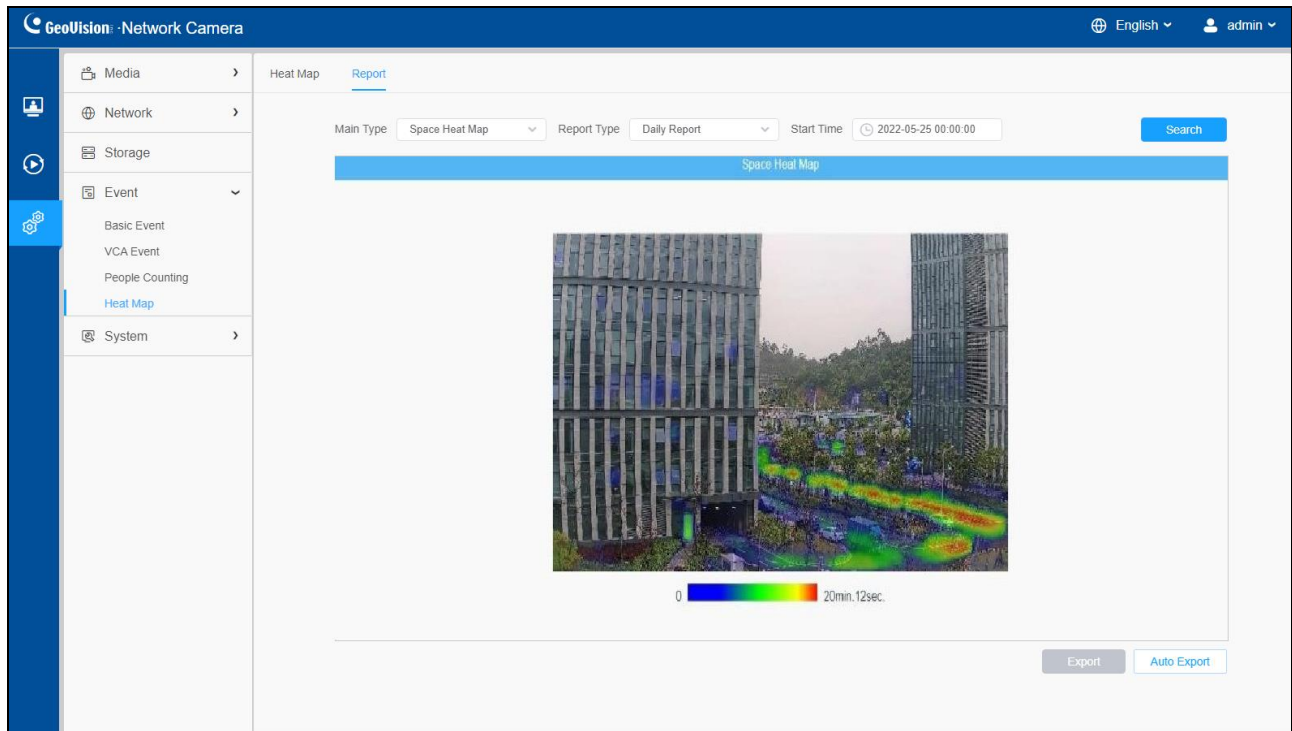 GeoVision Network Camera
English
admin
Media
Network
Storage
Event
Basic Event
VCA Event
People Counting
Heat Map
System
Heat Map Report
Main Type Space Heat Map Report Type Daily Report Start Time 2022-05-25 00:00:00 Search
Space Heat Map
0 20min.12sec.
Export Auto Export